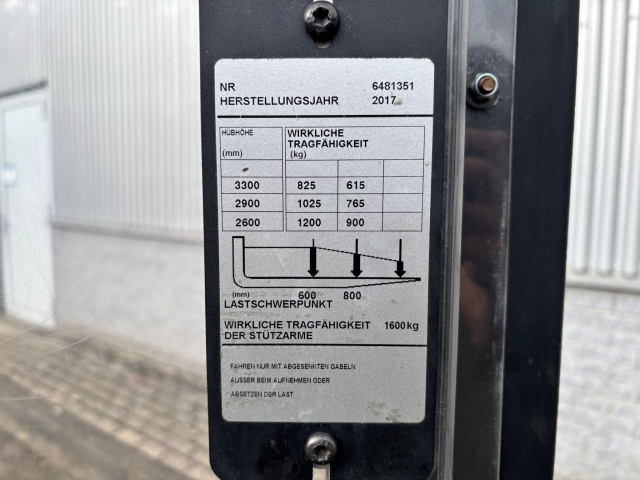 NR 6481351
HERSTELLUNGSJAHR 2017
HUBHÖHE WIRKLICHE
TRAGFÄHIGKEIT
(mm) (kg)
3300 825 615
2900 1025 765
2600 1200 900
(mm) 600 800
LASTSCHWERPUNKT
WIRKLICHE TRAGFÄHIGKEIT 1600 kg
DER STÜTZARME
FAHREN NUR MIT ABGESENKTEN GABELN
AUSSER BEIM AUFNEHMEN ODER
ABSETZEN DER LAST